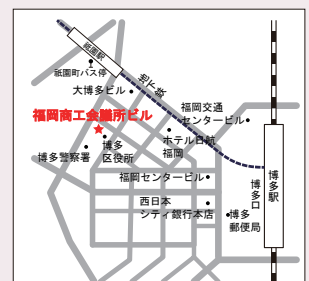 祇園駅
祇園町バス停
地下鉄
大博多ビル
福岡商工会議所ビル
福岡交通
センタービル
博多
区役所
ホテル日航
福岡
博多警察署
福岡センタービル
西日本
シティ銀行本店
博多
郵便局
博多口
博多駅